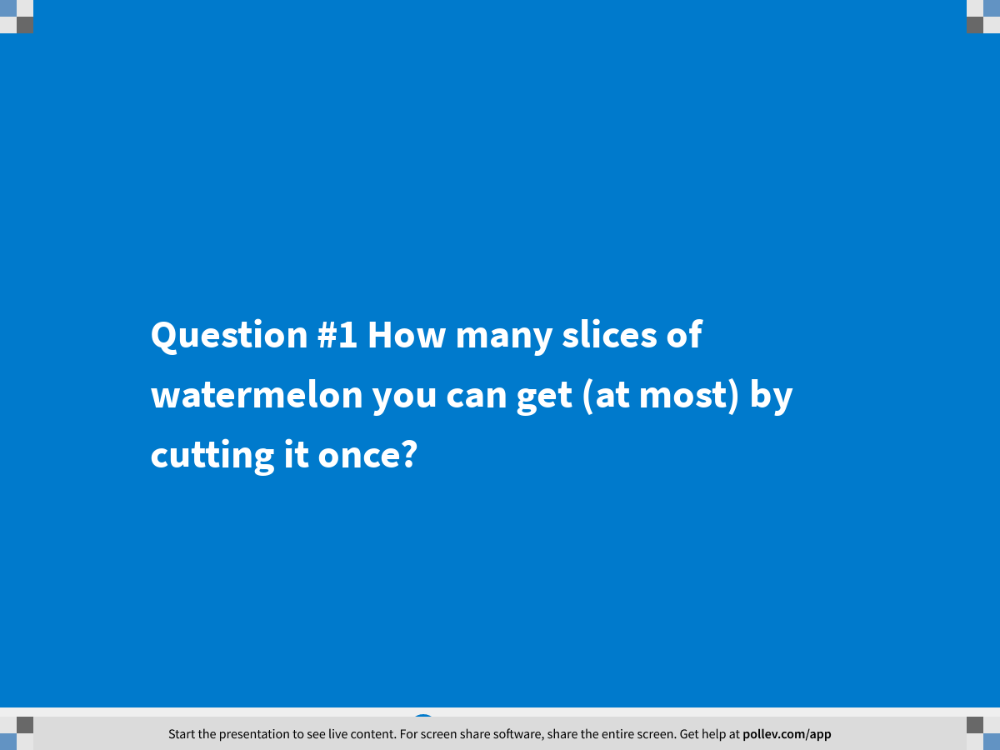 Question #1 How many slices of
watermelon you can get (at most) by
cutting it once?
Start the presentation to see live content. For screen share software, share the entire screen. Get help at pollev.com/app